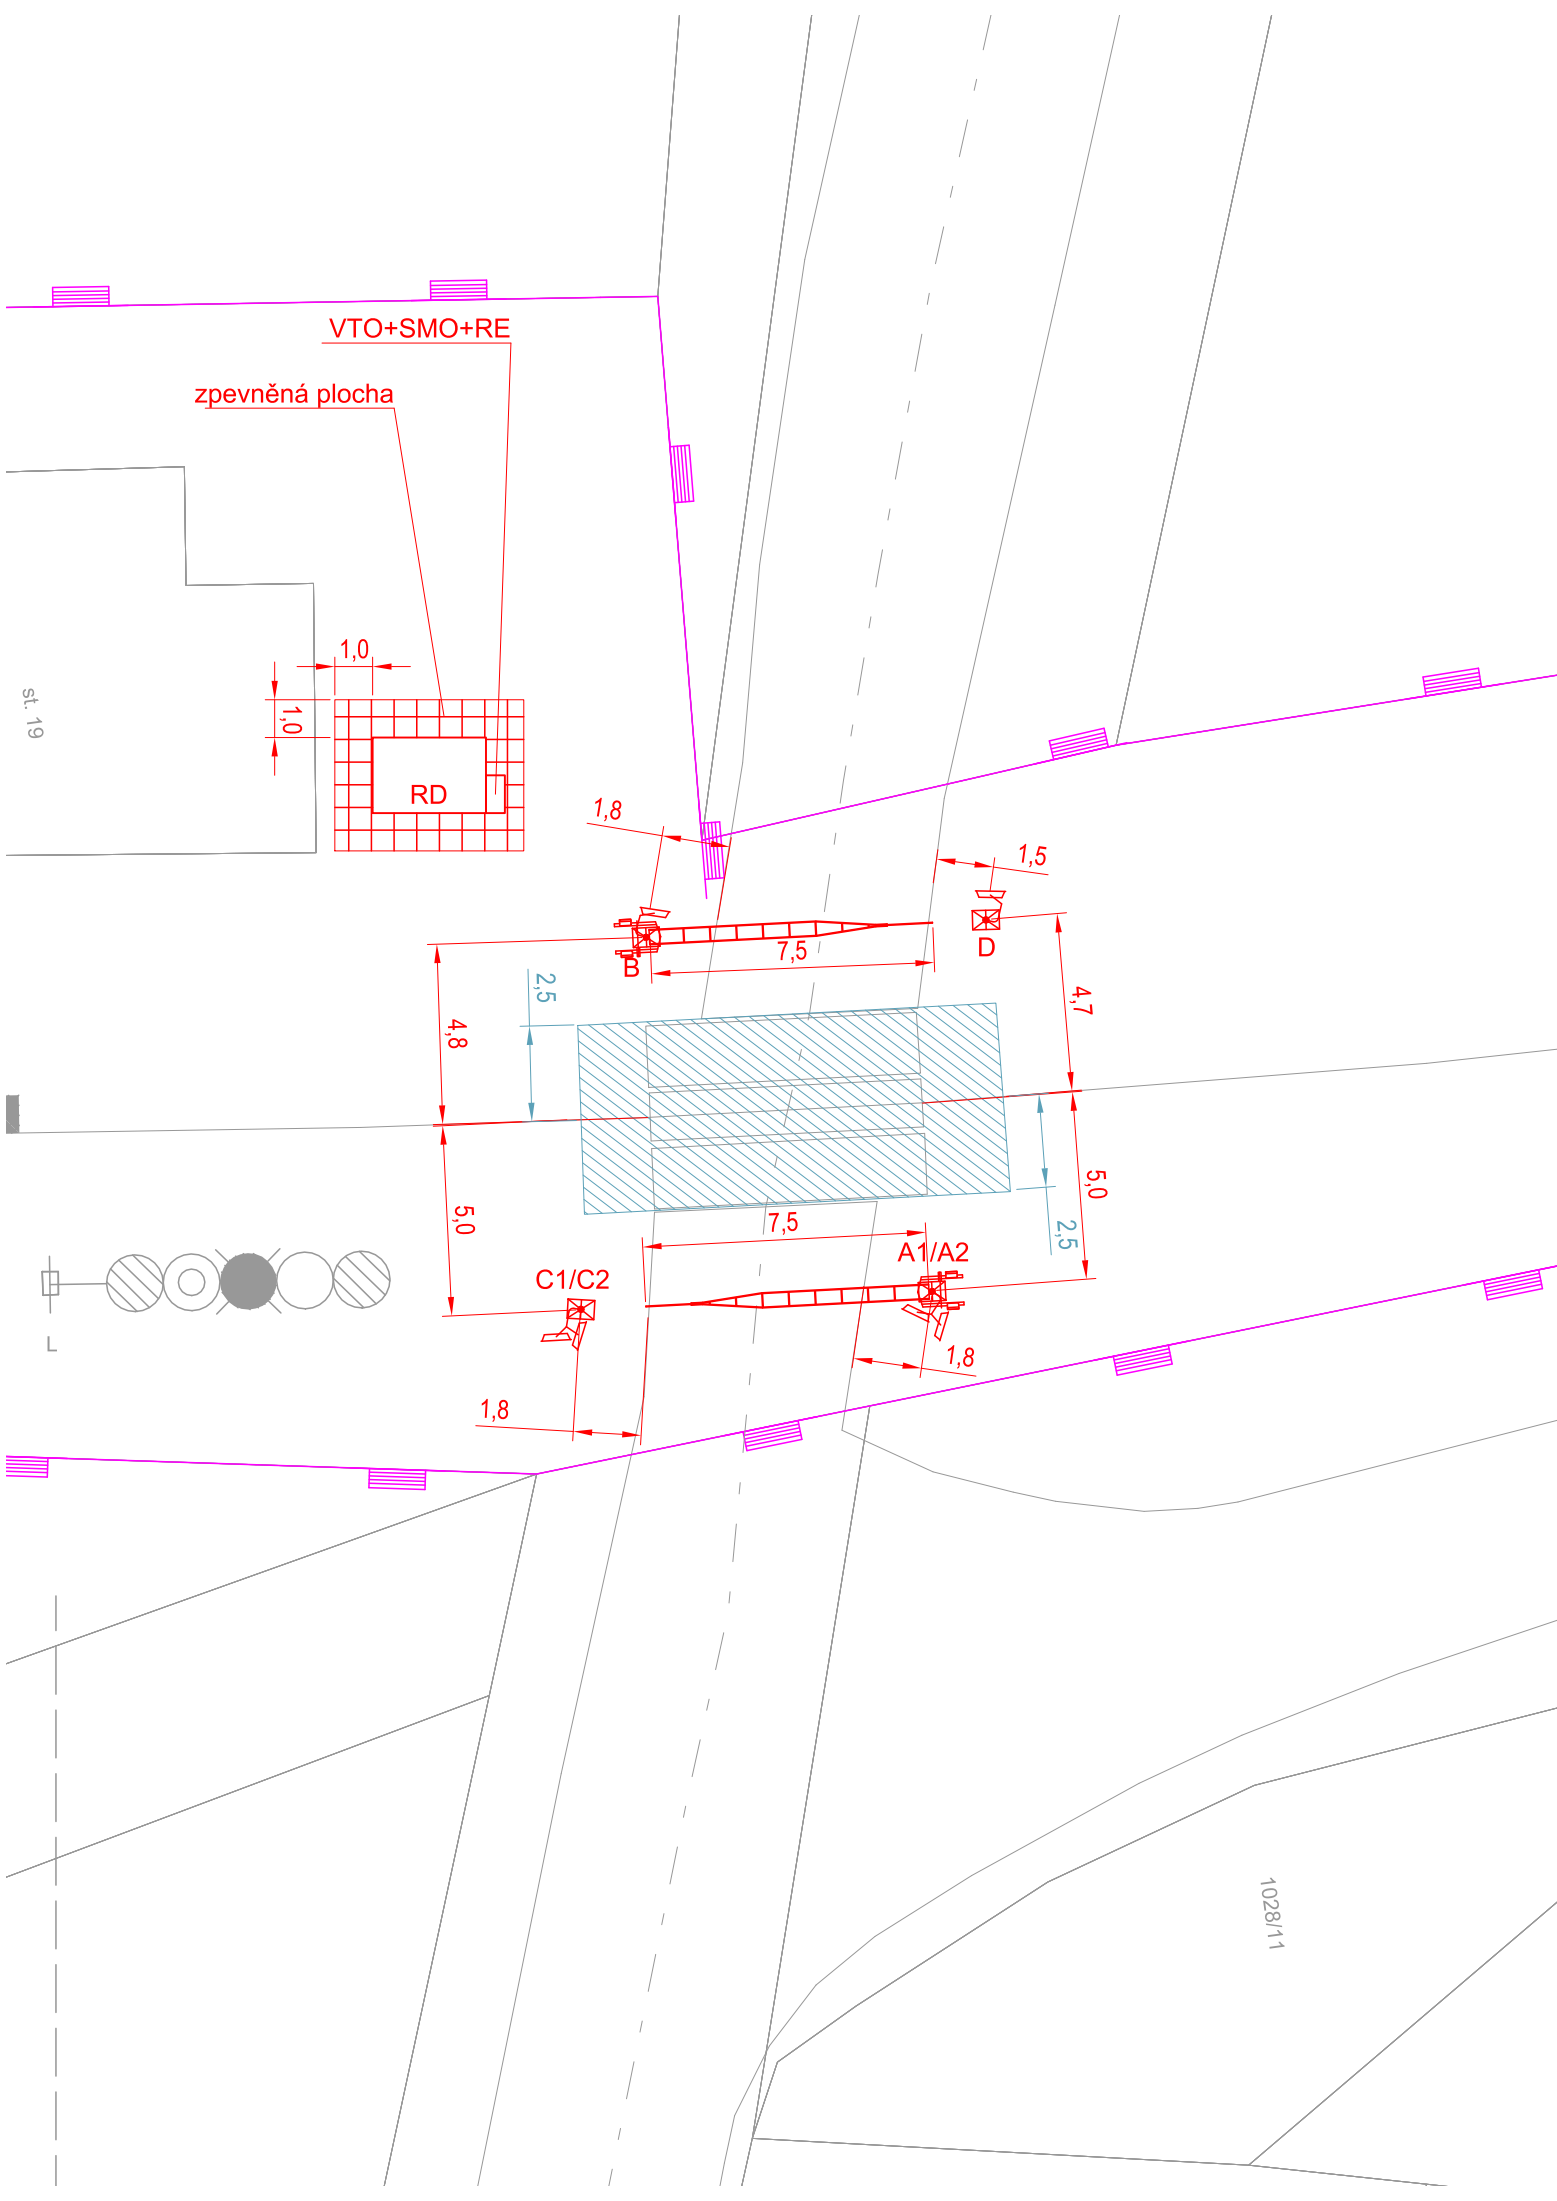 VTO+SMO+RE
zpevněná plocha
1,0
1,0
st. 19
RD
1,8
1,5
B
7,5
D
2,5
4,8
4,7
5,0
5,0
2,5
7,5
A1/A2
C1/C2
L
1,8
1,8
1028/11